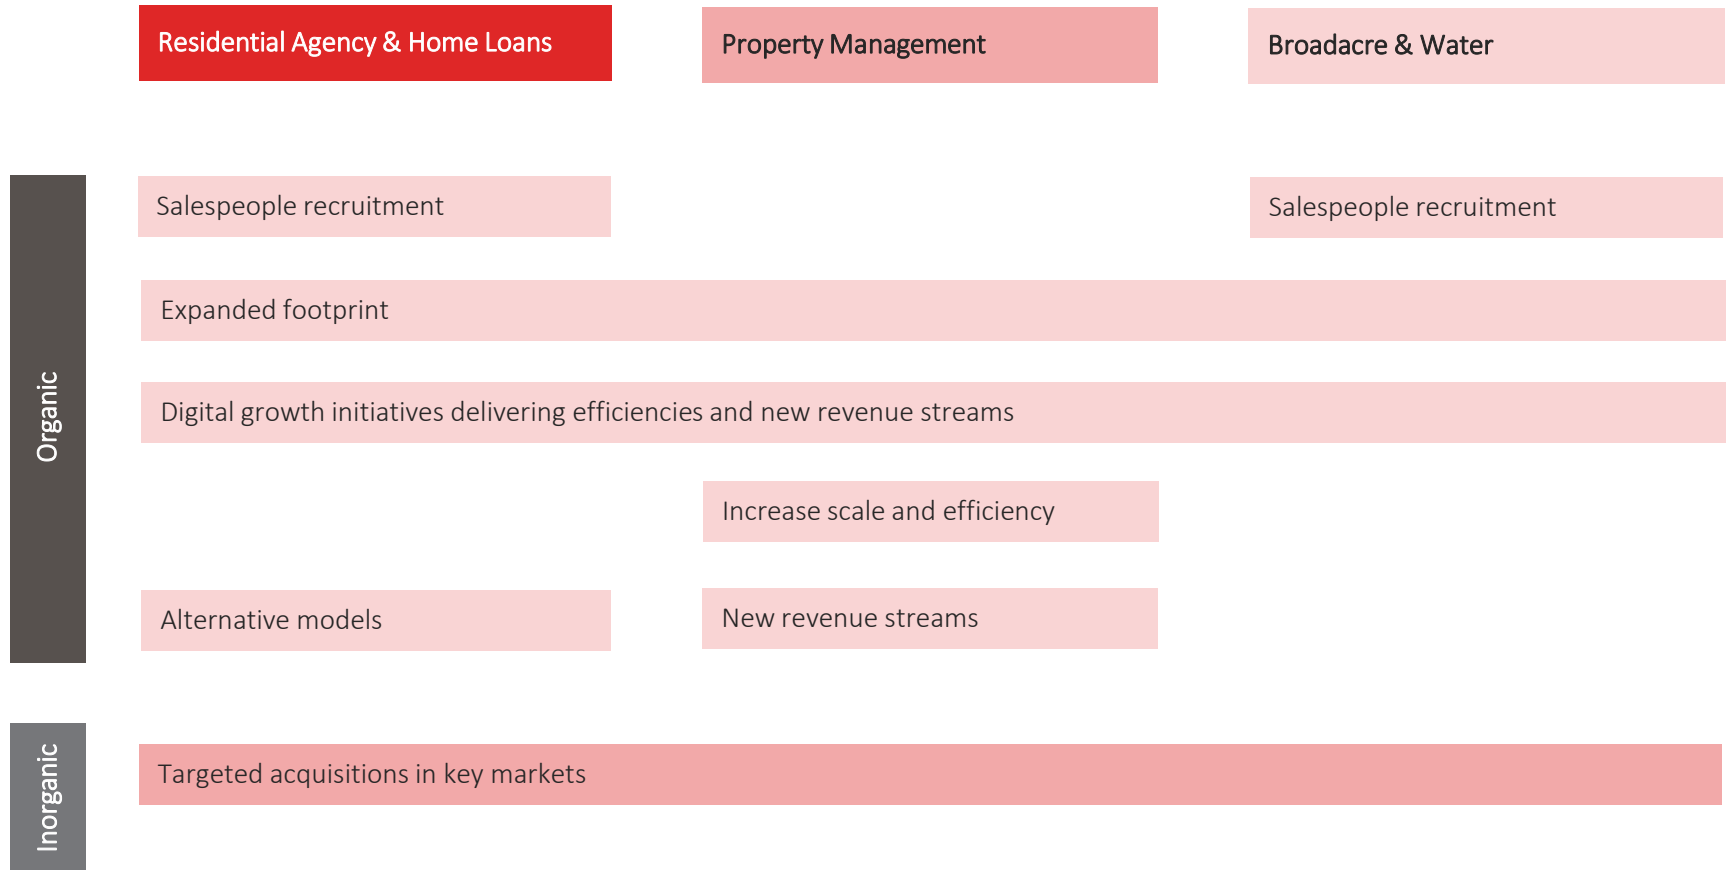 Residential Agency & Home Loans
Property Management
Broadacre & Water
Organic
Salespeople recruitment
Salespeople recruitment
Expanded footprint
Digital growth initiatives delivering efficiencies and new revenue streams
Increase scale and efficiency
Alternative models
New revenue streams
Inorganic
Targeted acquisitions in key markets